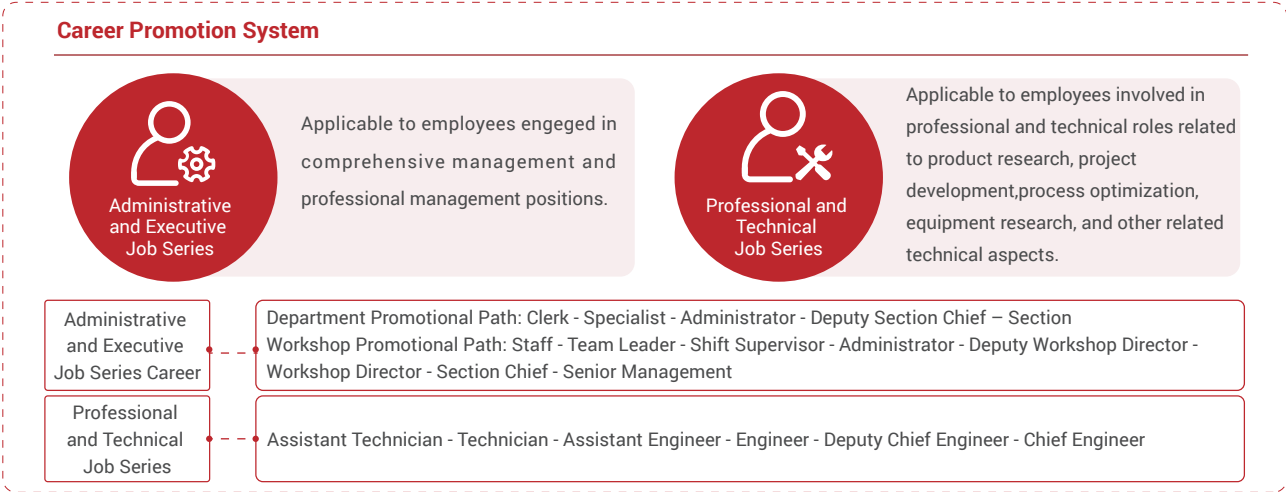 Career Promotion System
Administrative
and Executive
Job Series
Applicable to employees engeged in
comprehensive management and
professional management positions.
Professional and
Technical
Job Series
Applicable to employees involved in
professional and technical roles related
to product research, project
development,process optimization,
equipment research, and other related
technical aspects.
Administrative
and Executive
Job Series Career
Department Promotional Path: Clerk - Specialist - Administrator - Deputy Section Chief – Section
Workshop Promotional Path: Staff - Team Leader - Shift Supervisor - Administrator - Deputy Workshop Director -
Workshop Director - Section Chief - Senior Management
Professional
and Technical
Job Series
Assistant Technician - Technician - Assistant Engineer - Engineer - Deputy Chief Engineer - Chief Engineer